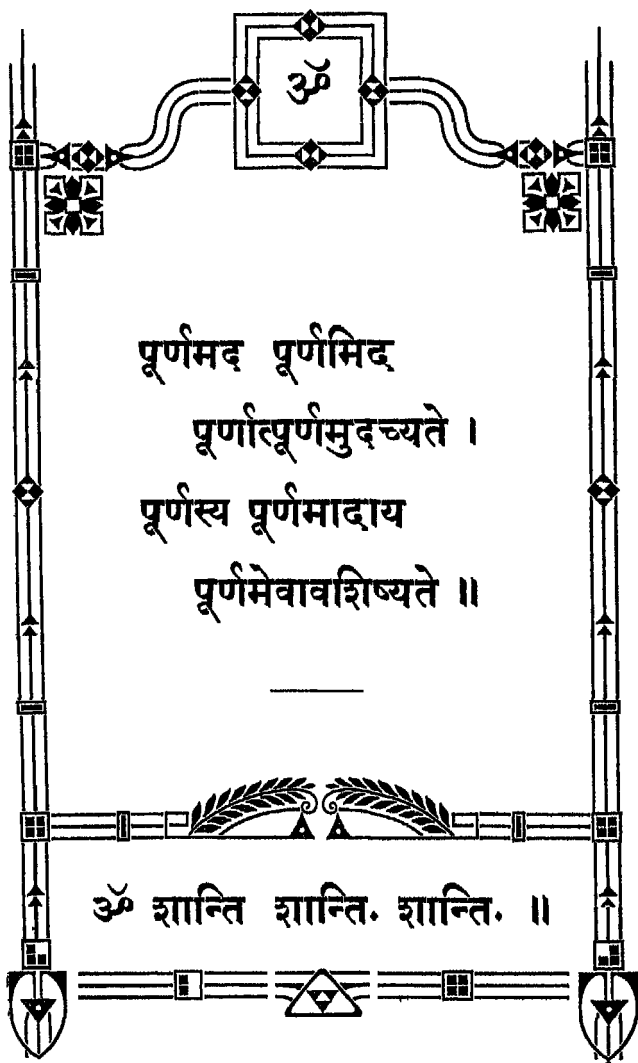 ॐ
पूर्णमद पूर्णमिद
पूर्णात्पूर्णमुदच्यते ।
पूर्णस्य पूर्णमादाय
पूर्णमेवावशिष्यते ॥
ॐ शान्ति शान्ति. शान्ति. ॥